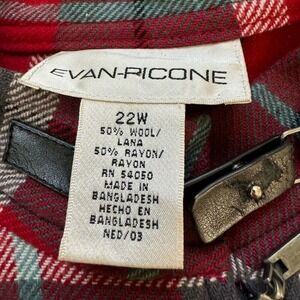 EVAN-PICONE
22W
50% WOOL/
LANA
50% RAYON/
RAYON
RN 54050
MADE IN
BANGLADESH
HECHO EN
BANGLADESH
NED/03